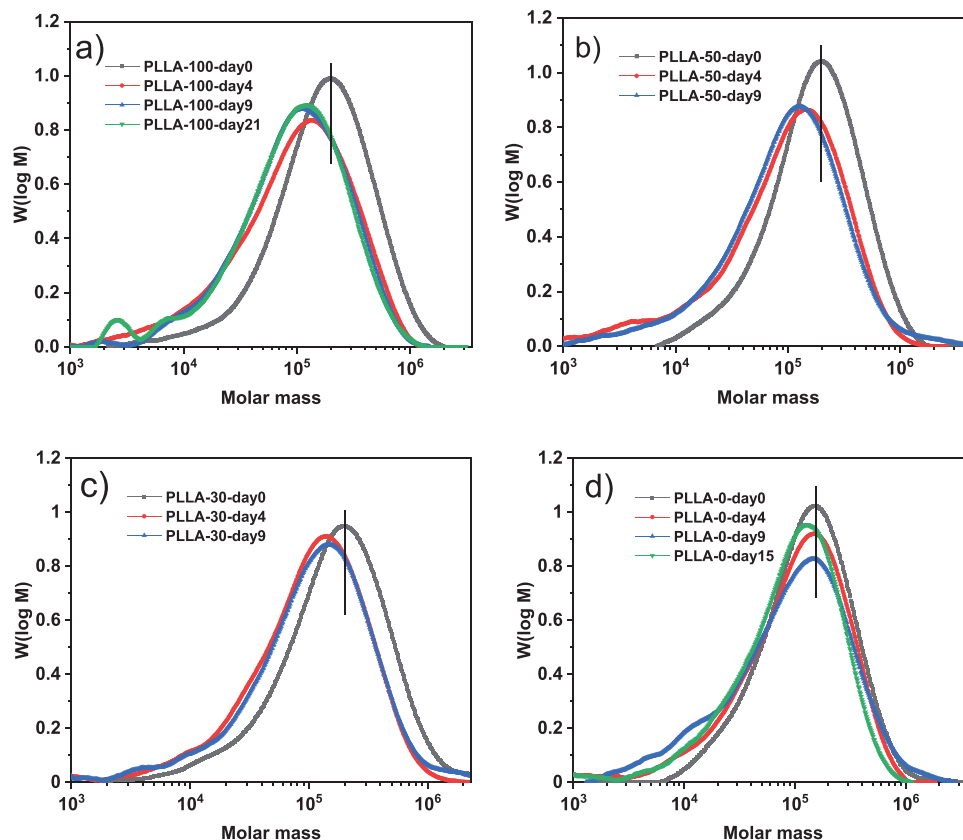 a)
PLLA-100-day0
PLLA-100-day4
PLLA-100-day9
PLLA-100-day21
W(log M)
1.2
1.0
0.8
0.6
0.4
0.2
0.0
10³ 10⁴ 10⁵ 10⁶
Molar mass
b)
PLLA-50-day0
PLLA-50-day4
PLLA-50-day9
W(log M)
1.2
1.0
0.8
0.6
0.4
0.2
0.0
10³ 10⁴ 10⁵ 10⁶
Molar mass
c)
PLLA-30-day0
PLLA-30-day4
PLLA-30-day9
W(log M)
1.2
1
0.8
0.6
0.4
0.2
0
10³ 10⁴ 10⁵ 10⁶
Molar mass
d)
PLLA-0-day0
PLLA-0-day4
PLLA-0-day9
PLLA-0-day15
W(log M)
1.2
1
0.8
0.6
0.4
0.2
0
10³ 10⁴ 10⁵ 10⁶
Molar mass